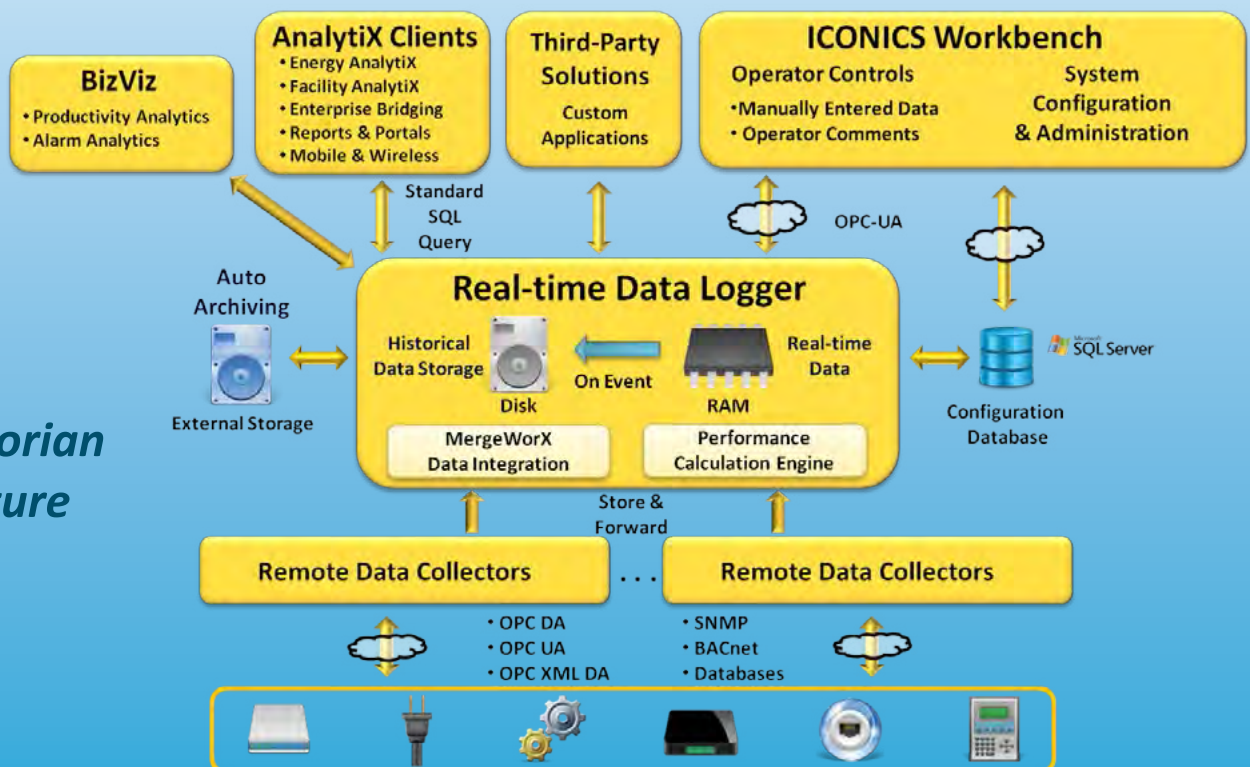 BizViz
• Productivity Analytics
• Alarm Analytics
AnalytiX Clients
• Energy AnalytiX
• Facility AnalytiX
• Enterprise Bridging
• Reports & Portals
• Mobile & Wireless
Third-Party
Solutions
Custom
Applications
ICONICS Workbench
Operator Controls
• Manually Entered Data
• Operator Comments
System
Configuration
& Administration
Standard
SQL
Query
OPC-UA
Auto
Archiving
External Storage
Real-time Data Logger
Historical
Data Storage
Disk
On Event
RAM
Real-time
Data
MergeWorX
Data Integration
Performance
Calculation Engine
Microsoft
SQL Server
Configuration
Database
orian
ure
Store &
Forward
Remote Data Collectors
. . .
Remote Data Collectors
• OPC DA
• OPC UA
• OPC XML DA
• SNMP
• BACnet
• Databases